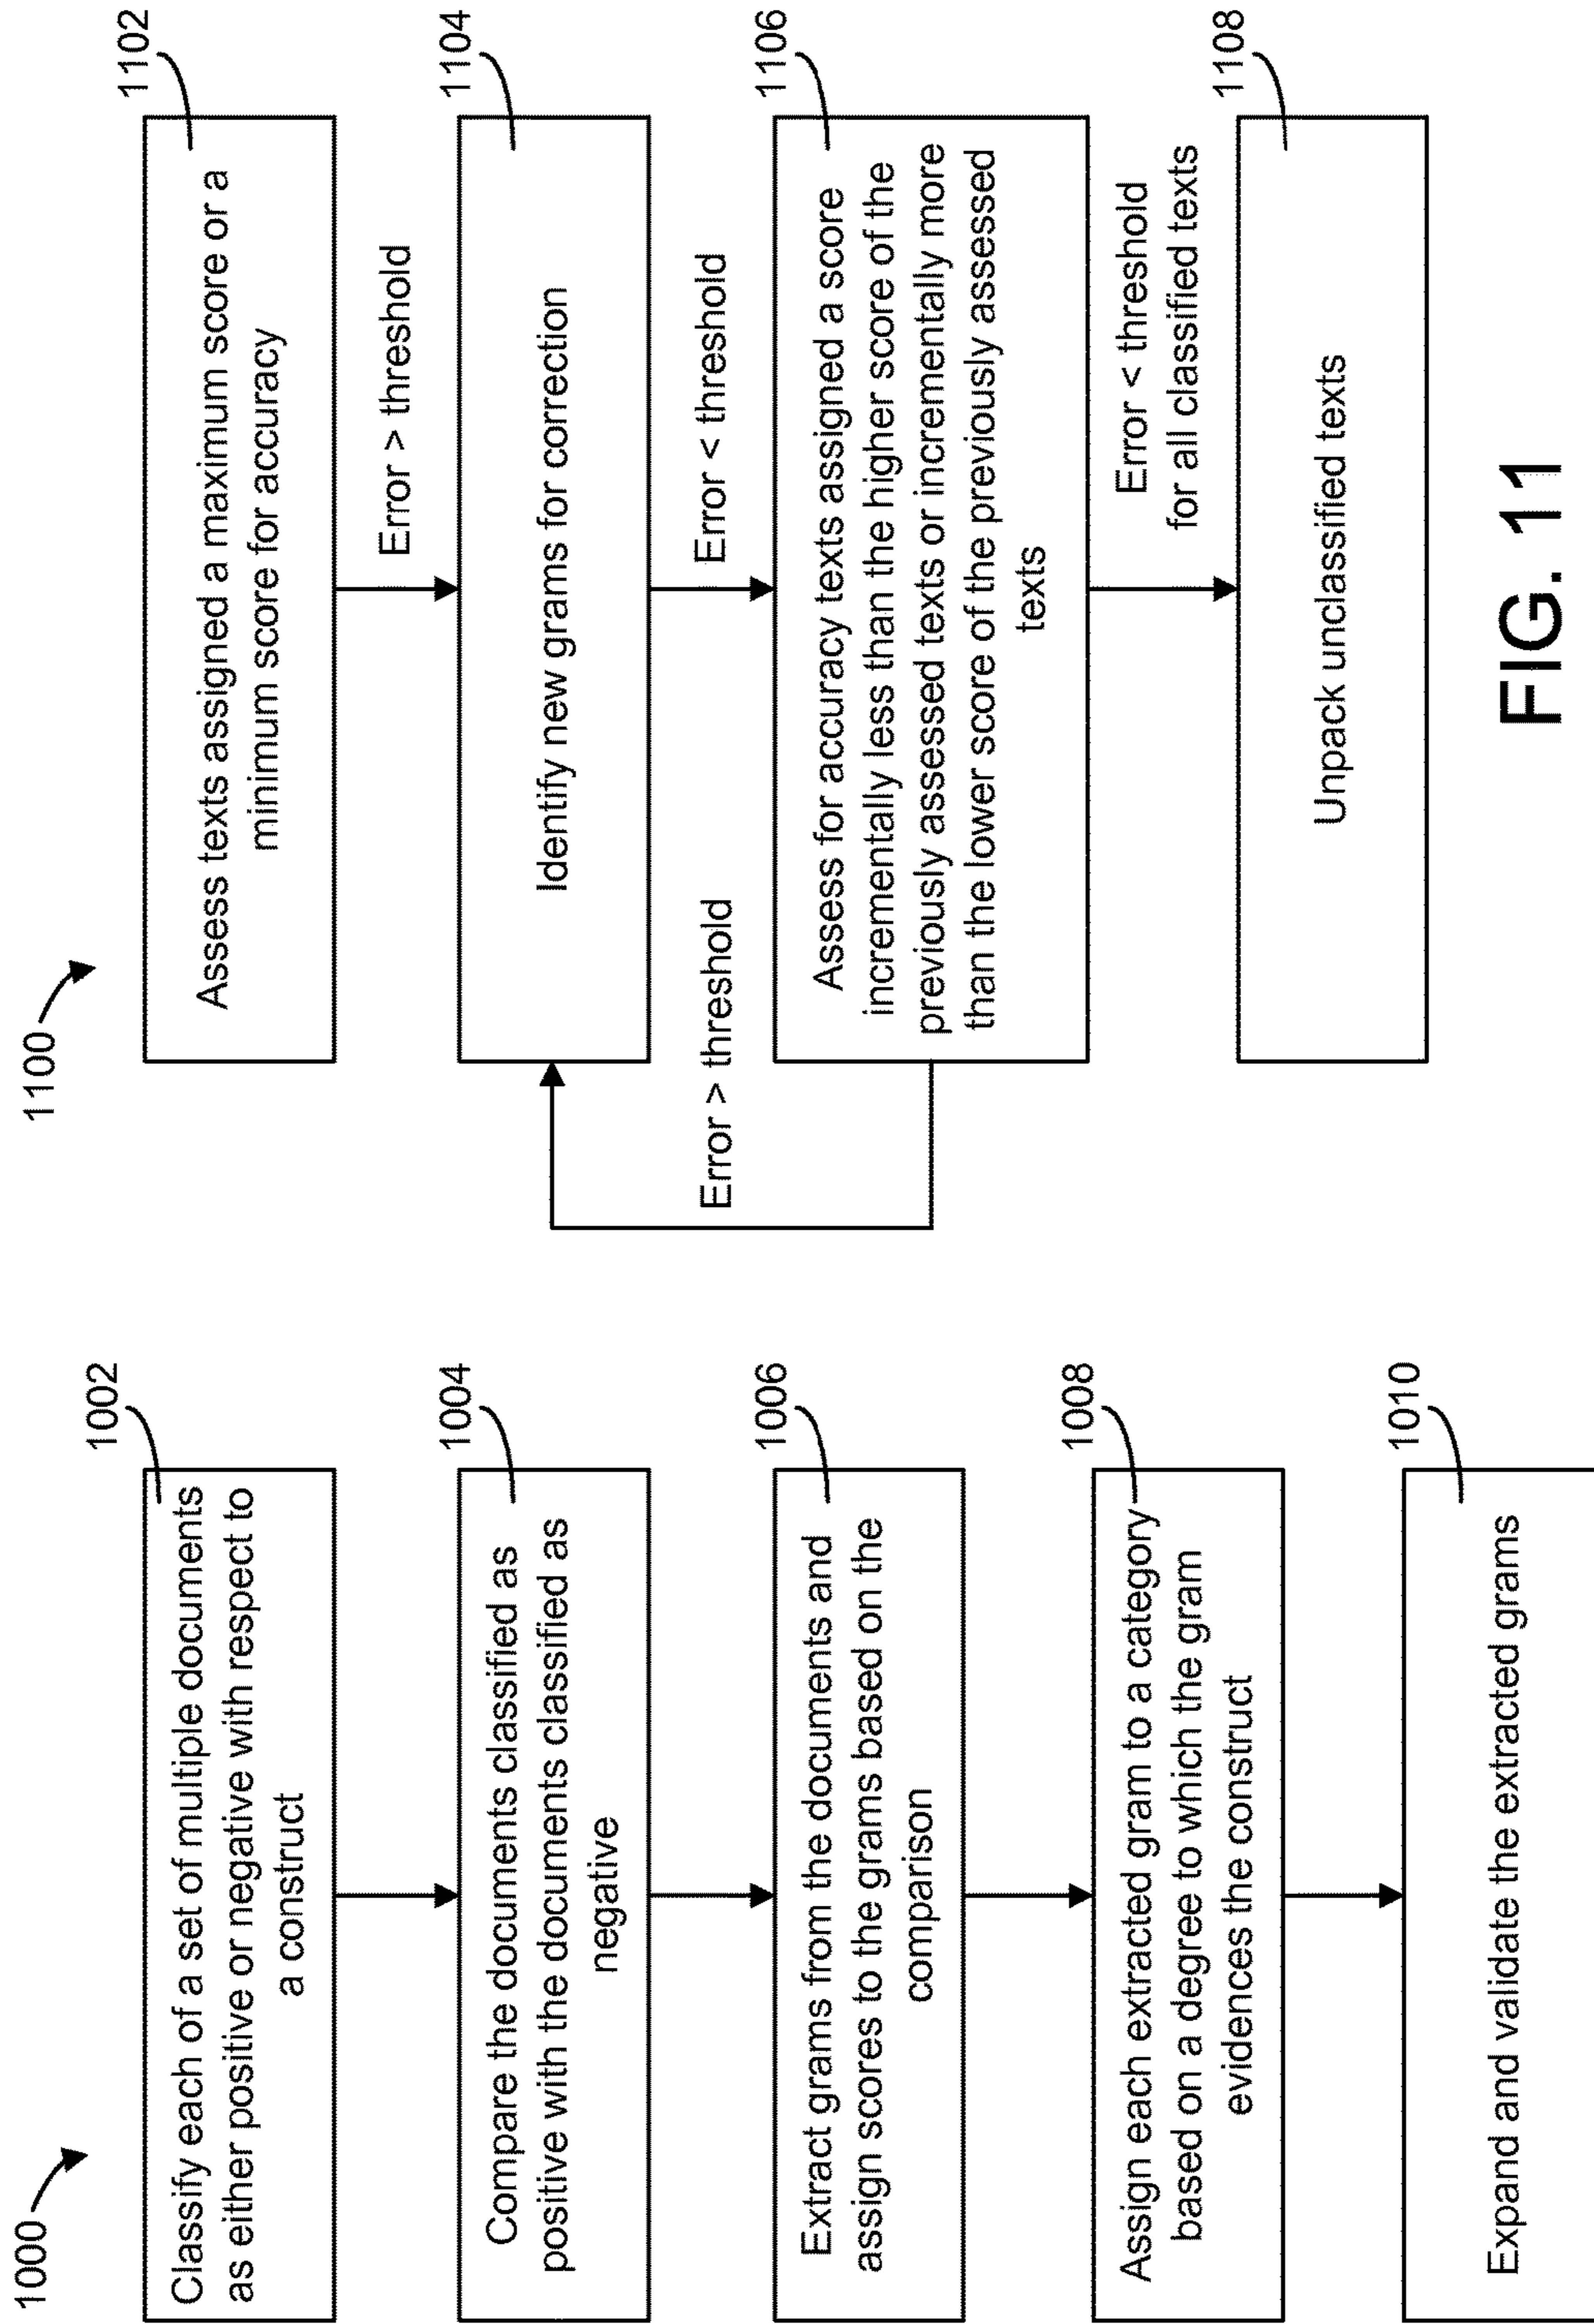 1000
1002
Classify each of a set of multiple documents
as either positive or negative with respect to
a construct
1004
Compare the documents classified as
positive with the documents classified as
negative
1006
Extract grams from the documents and
assign scores to the grams based on the
comparison
1008
Assign each extracted gram to a category
based on a degree to which the gram
evidences the construct
1010
Expand and validate the extracted grams
1100
1102
Assess texts assigned a maximum score or a
minimum score for accuracy
Error > threshold
1104
Identify new grams for correction
Error > threshold
Error < threshold
1106
Assess for accuracy texts assigned a score
incrementally less than the higher score of the
previously assessed texts or incrementally more
than the lower score of the previously assessed
texts
Error < threshold
for all classified texts
1108
Unpack unclassified texts
FIG. 11